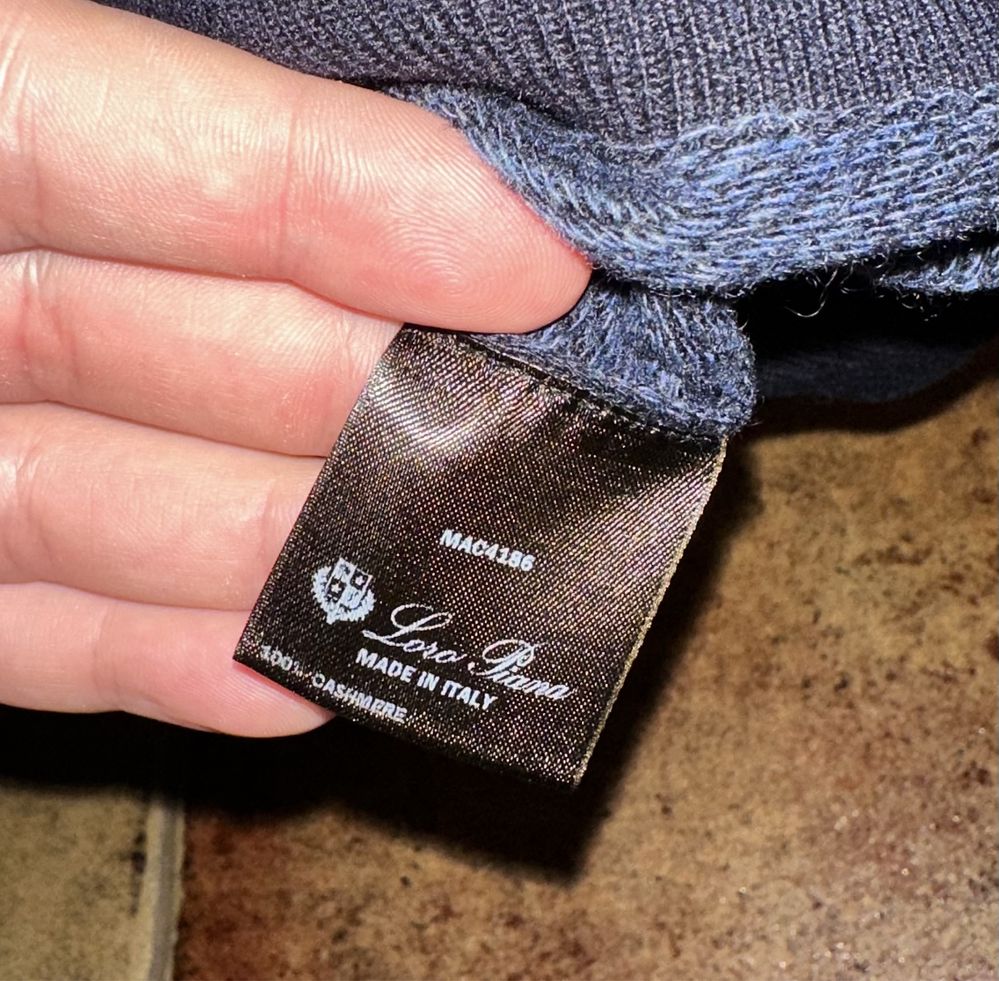 MAC4186
Loro Piana
MADE IN ITALY
100% CASHMERE